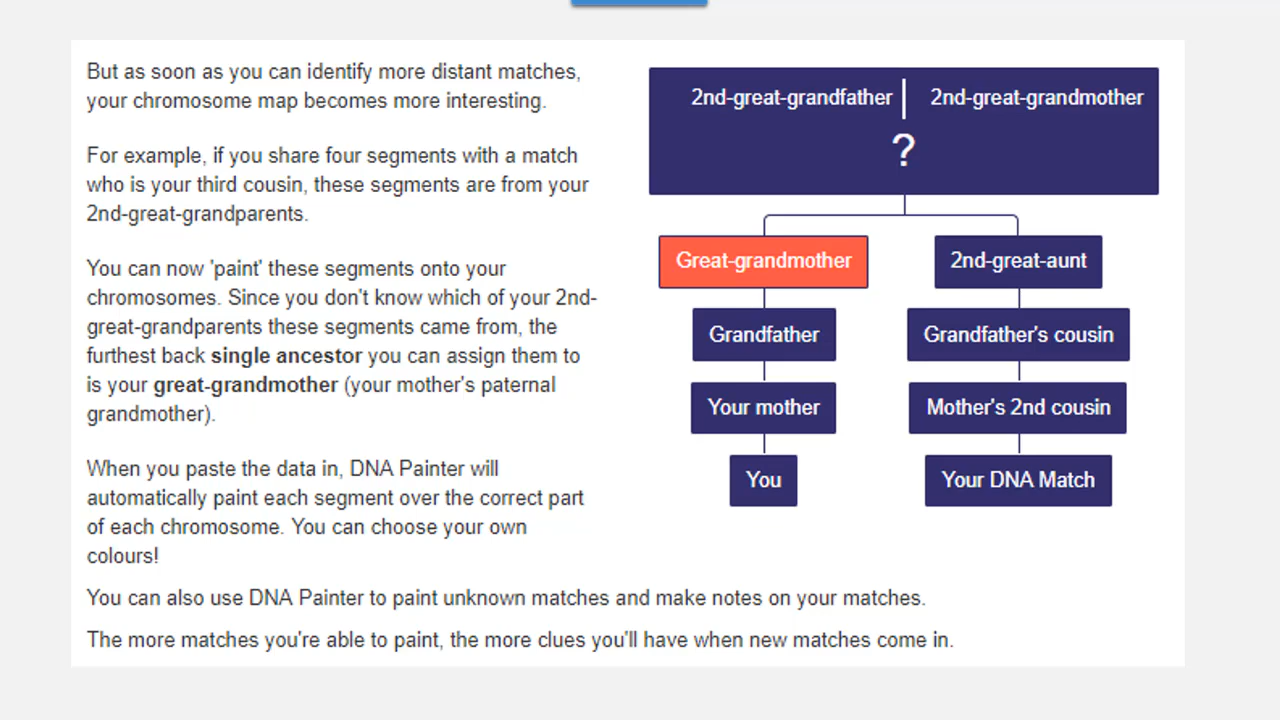 But as soon as you can identify more distant matches,
your chromosome map becomes more interesting.
For example, if you share four segments with a match
who is your third cousin, these segments are from your
2nd-great-grandparents.
You can now 'paint' these segments onto your
chromosomes. Since you don't know which of your 2nd-
great-grandparents these segments came from, the
furthest back single ancestor you can assign them to
is your great-grandmother (your mother's paternal
grandmother).
When you paste the data in, DNA Painter will
automatically paint each segment over the correct part
of each chromosome. You can choose your own
colours!
You can also use DNA Painter to paint unknown matches and make notes on your matches.
The more matches you're able to paint, the more clues you'll have when new matches come in.
2nd-great-grandfather 2nd-great-grandmother
?
Great-grandmother 2nd-great-aunt
Grandfather Grandfather's cousin
Your mother Mother's 2nd cousin
You Your DNA Match